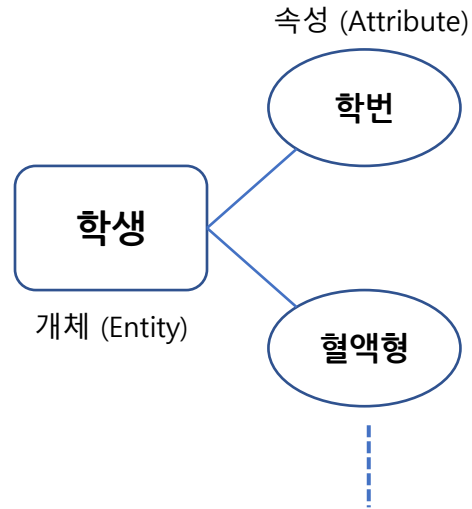 속성 (Attribute)
학번
학생
개체 (Entity)
혈액형